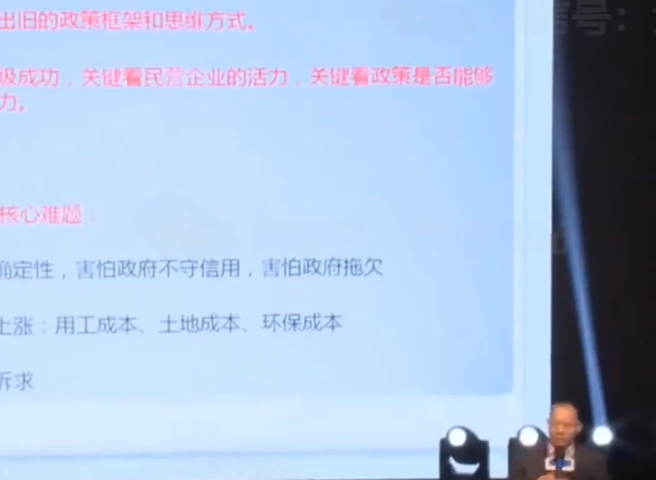 信号:
出旧的政策框架和思维方式。
级成功，关键看民营企业的活力，关键看政策是否能够
力。
核心难题：
确定性，害怕政府不守信用，害怕政府拖欠
上涨：用工成本、土地成本、环保成本
诉求